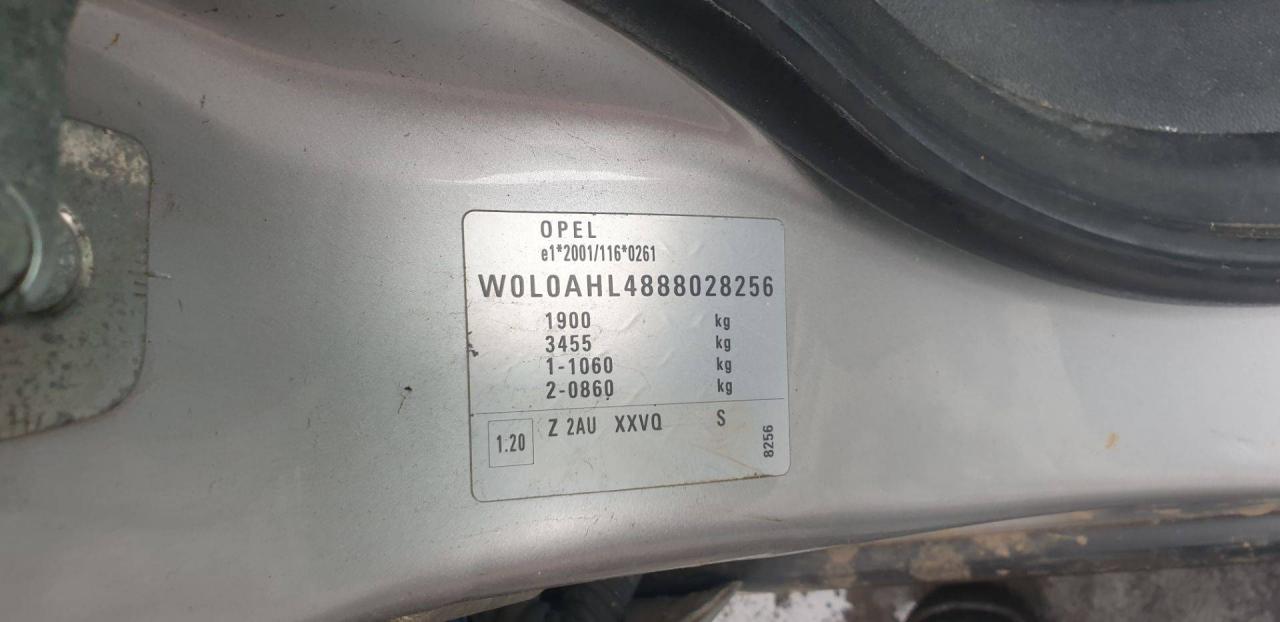 OPEL
e1*2001/116*0261
W0L0AHL4888028256
1900 kg
3455 kg
1-1060 kg
2-0860 kg
1.20 Z 2AU XXVQ S
8256